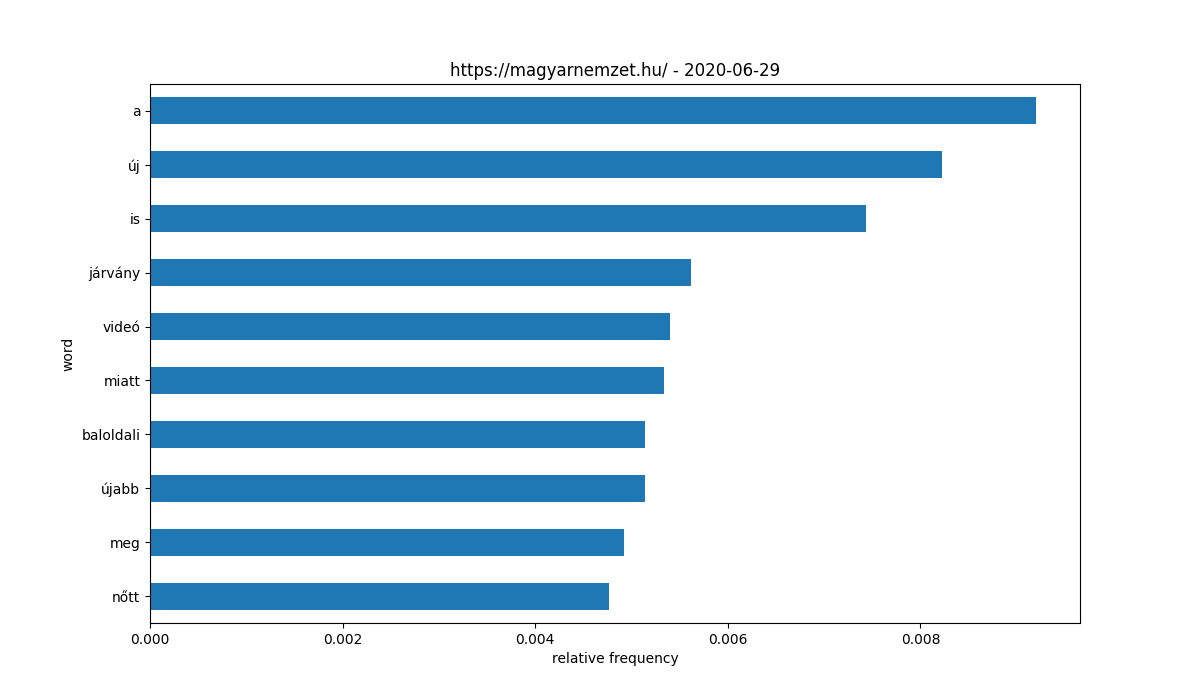 https://magyarnemzet.hu/ - 2020-06-29
a
új
is
járvány
videó
miatt
baloldali
újabb
meg
nőtt
word
0.000 0.002 0.004 0.006 0.008
relative frequency